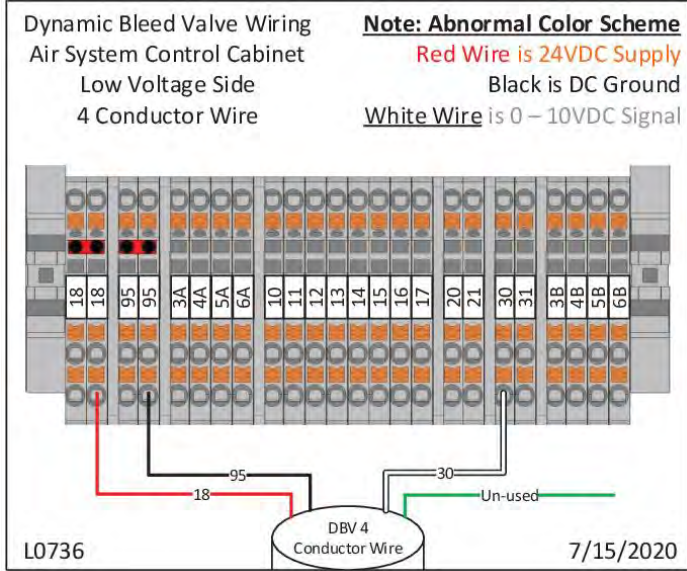 Dynamic Bleed Valve Wiring
Air System Control Cabinet
Low Voltage Side
4 Conductor Wire
Note: Abnormal Color Scheme
Red Wire is 24VDC Supply
Black is DC Ground
White Wire is 0 – 10VDC Signal
18 18 95 95 3A 4A 5A 6A 10 11 12 13 14 15 16 17 20 21 30 31 3B 4B 5B 6B
95
30
18
Un-used
DBV 4
Conductor Wire
L0736
7/15/2020